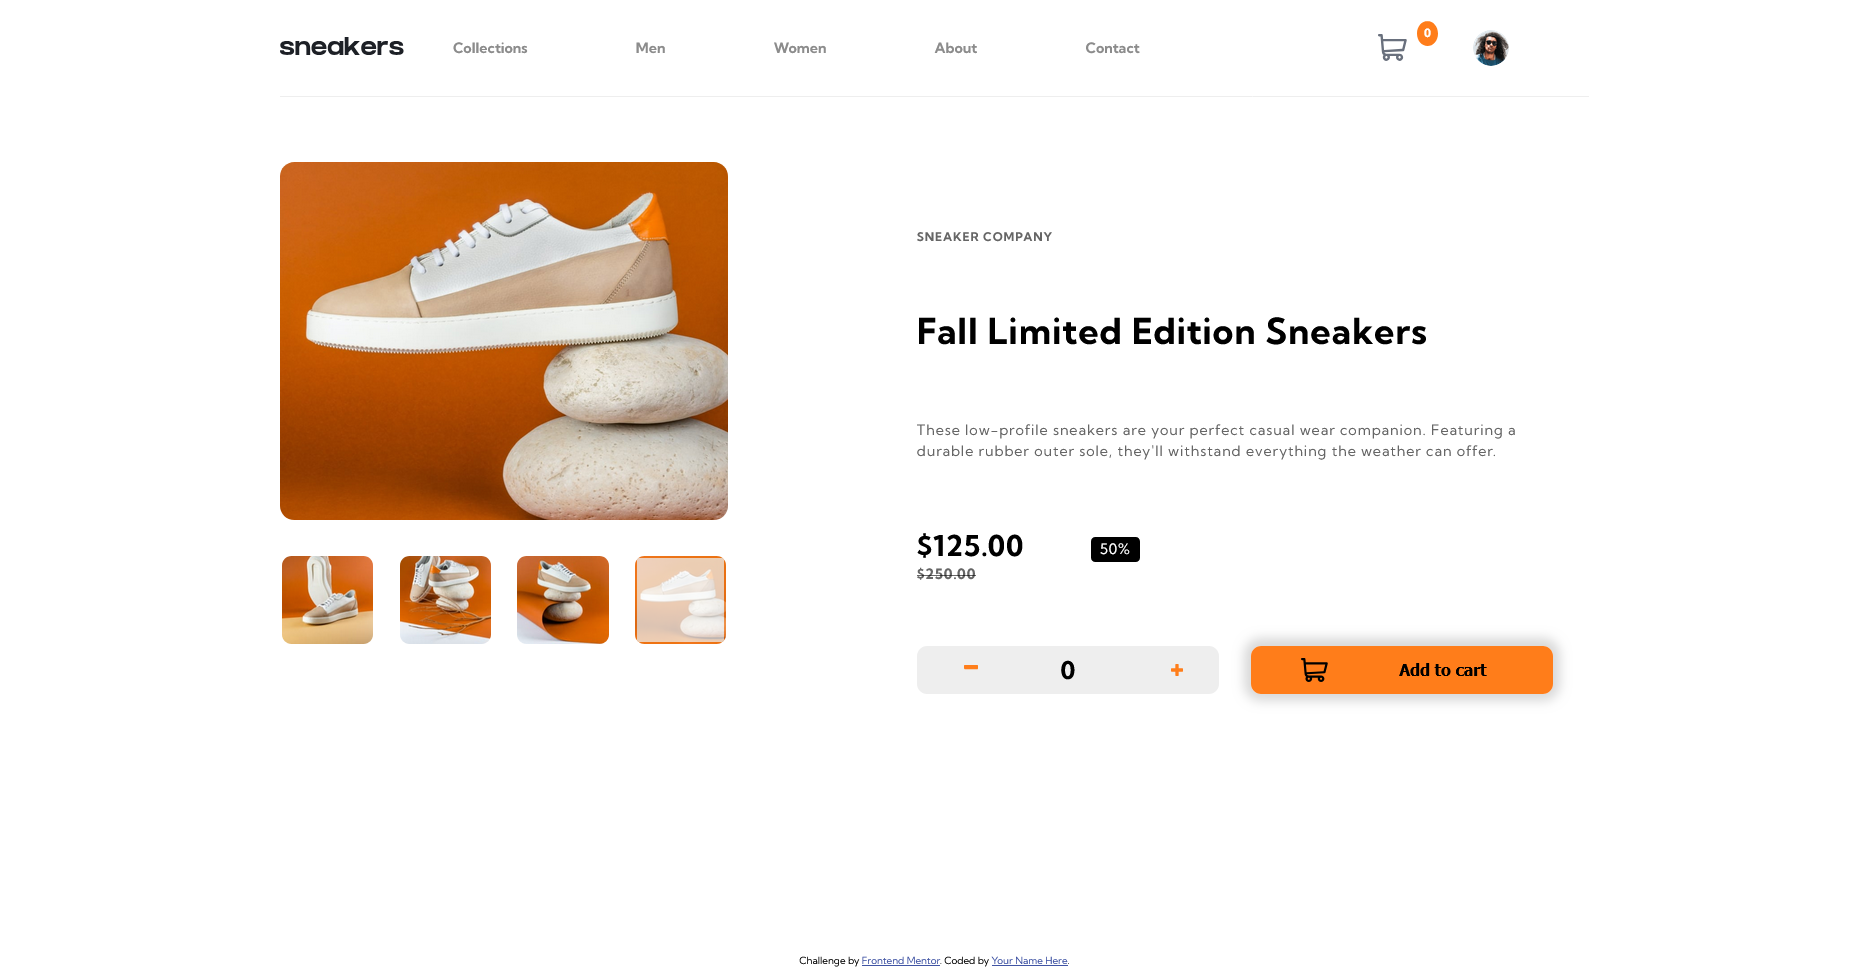 sneakers Collections Men Women About Contact 0
SNEAKER COMPANY
Fall Limited Edition Sneakers
These low-profile sneakers are your perfect casual wear companion. Featuring a
durable rubber outer sole, they'll withstand everything the weather can offer.
$125.00 50%
$250.00
0 + Add to cart
Challenge by Frontend Mentor. Coded by Your Name Here.